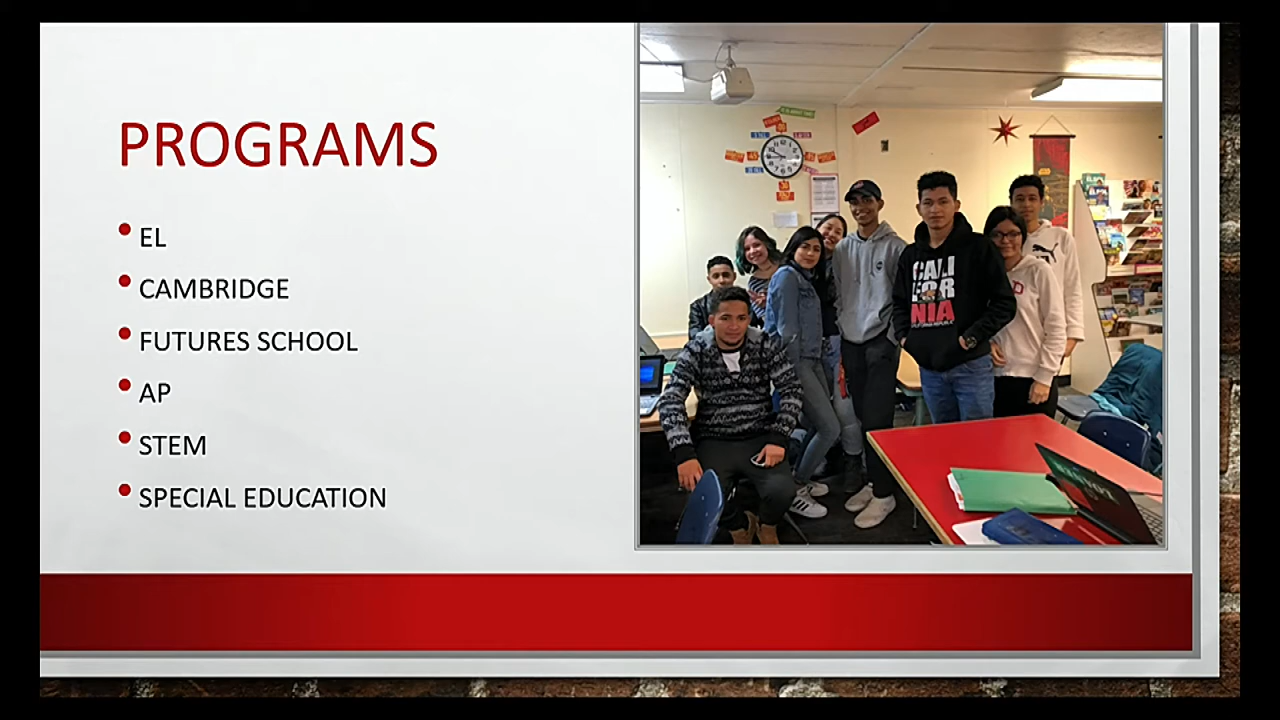 PROGRAMS
EL
CAMBRIDGE
FUTURES SCHOOL
AP
STEM
SPECIAL EDUCATION
CALI
FOR
NIA